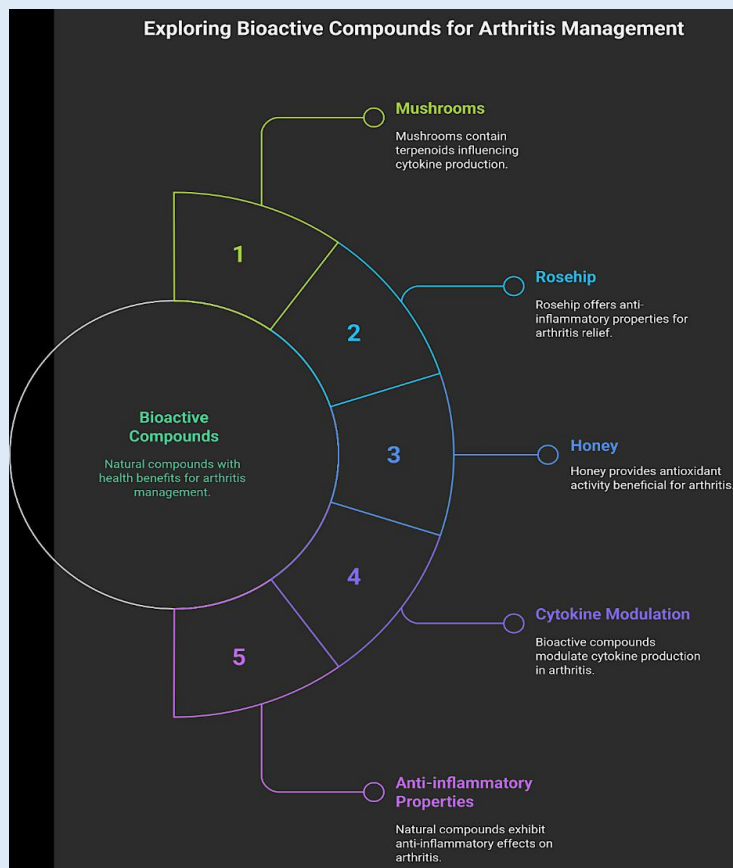 Exploring Bioactive Compounds for Arthritis Management
Mushrooms
Mushrooms contain
terpenoids influencing
cytokine production.
1
Rosehip
Rosehip offers anti-
inflammatory properties for
arthritis relief.
2
Bioactive
Compounds
Natural compounds with
health benefits for arthritis
management.
3
Honey
Honey provides antioxidant
activity beneficial for arthritis.
4
Cytokine Modulation
Bioactive compounds
modulate cytokine production
in arthritis.
5
Anti-inflammatory
Properties
Natural compounds exhibit
anti-inflammatory effects on
arthritis.